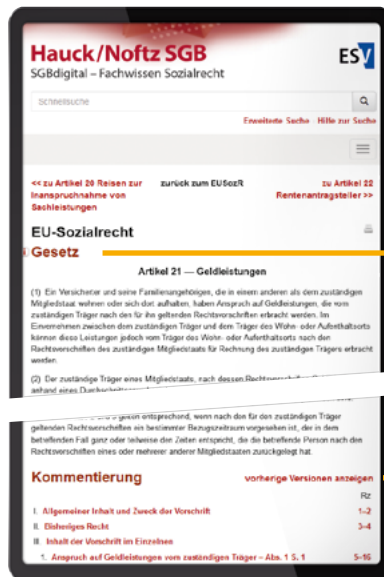 Hauck/Noftz SGB
SGBdigital – Fachwissen Sozialrecht
ESV
Schnellsuche
Erweiterte Suche Hilfe zur Suche
<< zu Artikel 20 Reisen zur
Inanspruchnahme von
Sachleistungen
zurück zum EUSozR
zu Artikel 22
Rentenantragsteller >>
EU-Sozialrecht
Gesetz
Artikel 21 — Geldleistungen
(1) Ein Versicherter und seine Familienangehörigen, die in einem anderen als dem zuständigen
Mitgliedstaat wohnen oder sich dort aufhalten, haben Anspruch auf Geldleistungen, die vom
zuständigen Träger nach den für ihn geltenden Rechtsvorschriften erbracht werden. Im
Einvernehmen zwischen dem zuständigen Träger und dem Träger des Wohn- oder Aufenthaltsorts
können diese Leistungen jedoch vom Träger des Wohn- oder Aufenthaltsorts nach den
Rechtsvorschriften des zuständigen Mitgliedstaats für Rechnung des zuständigen Trägers erbracht
werden.
(2) Der zuständige Träger eines Mitgliedstaats, nach dessen
anhand eines
gelten entsprechend, wenn nach den für den zuständigen Träger
geltenden Rechtsvorschriften ein bestimmter Bezugszeitraum vorgesehen ist, der in dem
betreffenden Fall ganz oder teilweise den Zeiten entspricht, die die betreffende Person nach den
Rechtsvorschriften eines oder mehrerer anderer Mitgliedstaaten zurückgelegt hat.
Kommentierung
vorherige Versionen anzeigen
Rz
I. Allgemeiner Inhalt und Zweck der Vorschrift 1–2
II. Bisheriges Recht 3–4
III. Inhalt der Vorschrift im Einzelnen
1. Anspruch auf Geldleistungen vom zuständigen Träger – Abs. 1 S. 1 5–16